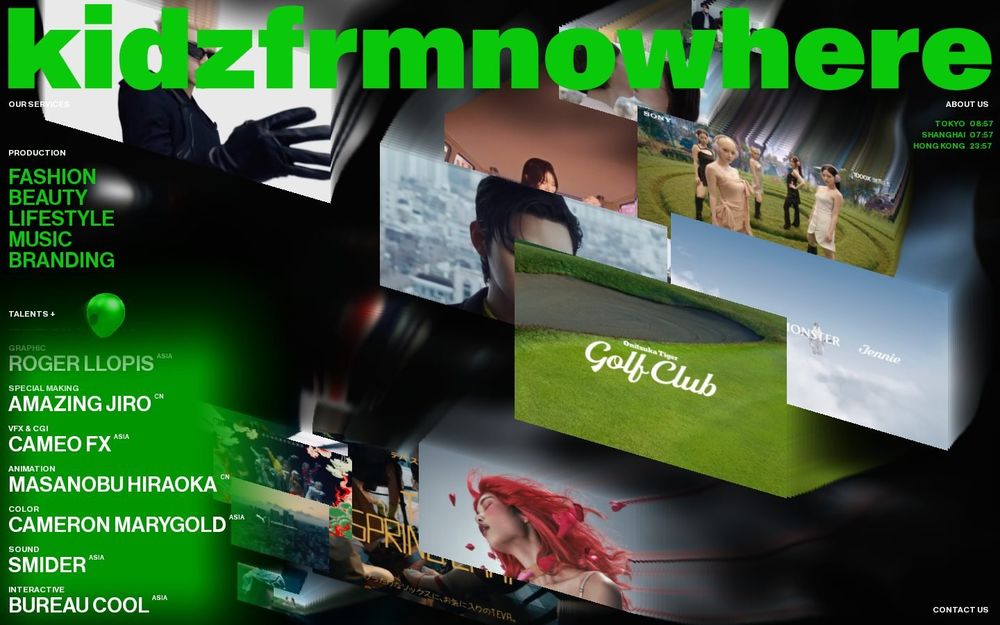 kidzfrmnowhere
OUR SERVICES
ABOUT US
TOKYO 08:57
SHANGHAI 07:57
HONG KONG 23:57
PRODUCTION
FASHION
BEAUTY
LIFESTYLE
MUSIC
BRANDING
TALENTS +
GRAPHIC
ROGER LLOPIS ASIA
SPECIAL MAKING
AMAZING JIRO CN
VFX & CGI
CAMEO FX ASIA
ANIMATION
MASANOBU HIRAOKA CN
COLOR
CAMERON MARYGOLD ASIA
SOUND
SMIDER ASIA
INTERACTIVE
BUREAU COOL ASIA
SONY
Onitsuka Tiger
Golf Club
Jennie
CONTACT US